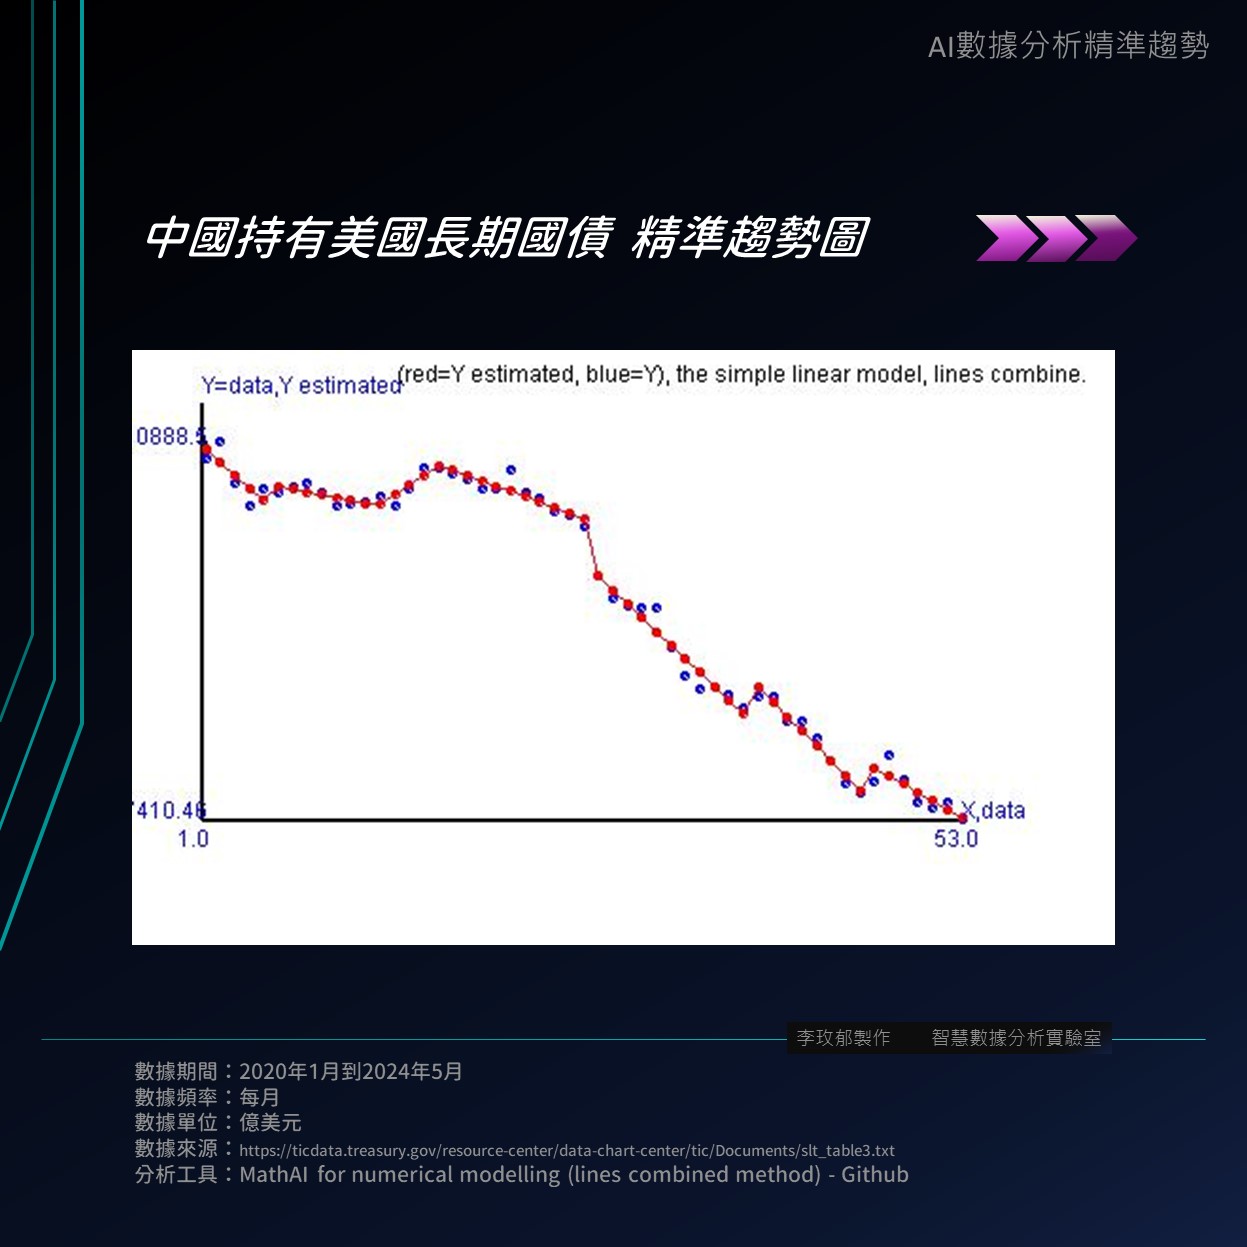 AI數據分析精準趨勢
中國持有美國長期國債 精準趨勢圖
(red=Y estimated, blue=Y), the simple linear model, lines combine.
Y=data,Y estimated
0888.5
410.46
X,data
1.0
53.0
李玫郁製作 智慧數據分析實驗室
數據期間：2020年1月到2024年5月
數據頻率：每月
數據單位：億美元
數據來源：https://ticdata.treasury.gov/resource-center/data-chart-center/tic/Documents/slt_table3.txt
分析工具：MathAI for numerical modelling (lines combined method) - Github